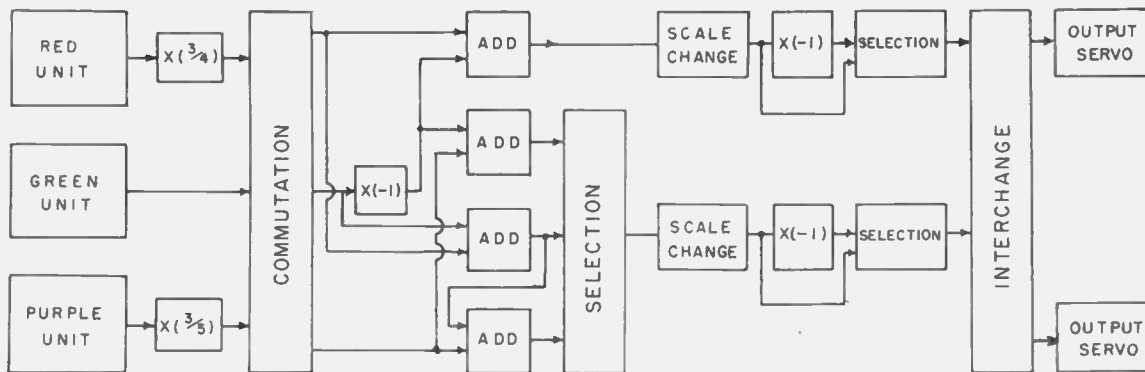 RED
UNIT
X(3/4)
GREEN
UNIT
PURPLE
UNIT
X(3/5)
COMMUTATION
X(-1)
ADD
ADD
ADD
ADD
SELECTION
SCALE
CHANGE
X(-1)
SELECTION
SCALE
CHANGE
X(-1)
SELECTION
INTERCHANGE
OUTPUT
SERVO
OUTPUT
SERVO